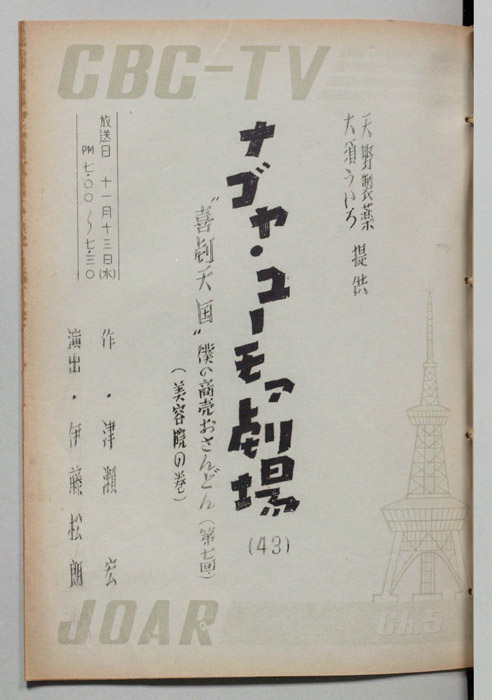 CBC-TV
天野製薬
大須ういろ 提供
ナゴヤ・ユーモア劇場
(43)
"喜劇天国"僕の商売おさんどん(第七回)
(美容院の巻)
放送日 十一月十三日(水)
PM 七・〇〇〜七・三〇
作・津瀬 宏
演出・伊藤松朗
JOAR
Ch.5